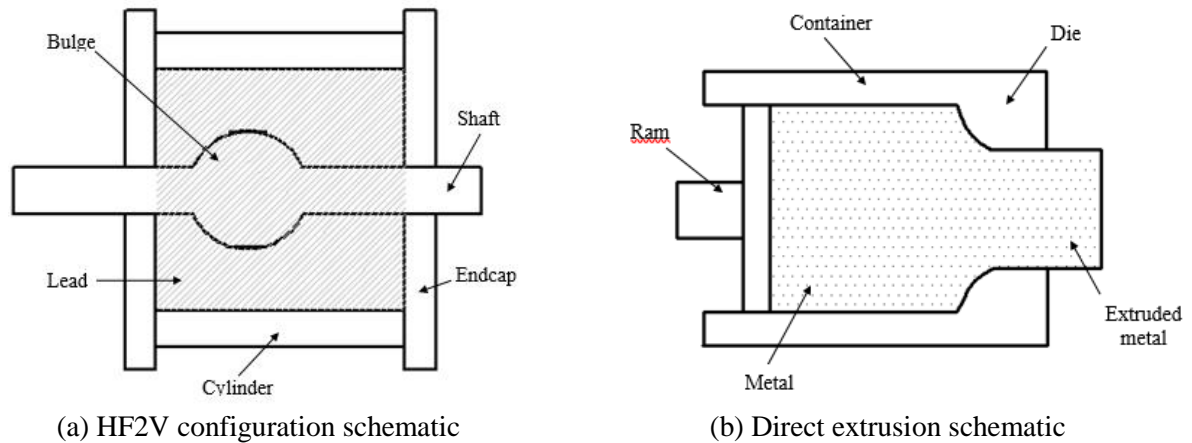 Bulge
Shaft
Lead
Endcap
Cylinder
(a) HF2V configuration schematic
Container
Die
Ram
Metal
Extruded
metal
(b) Direct extrusion schematic